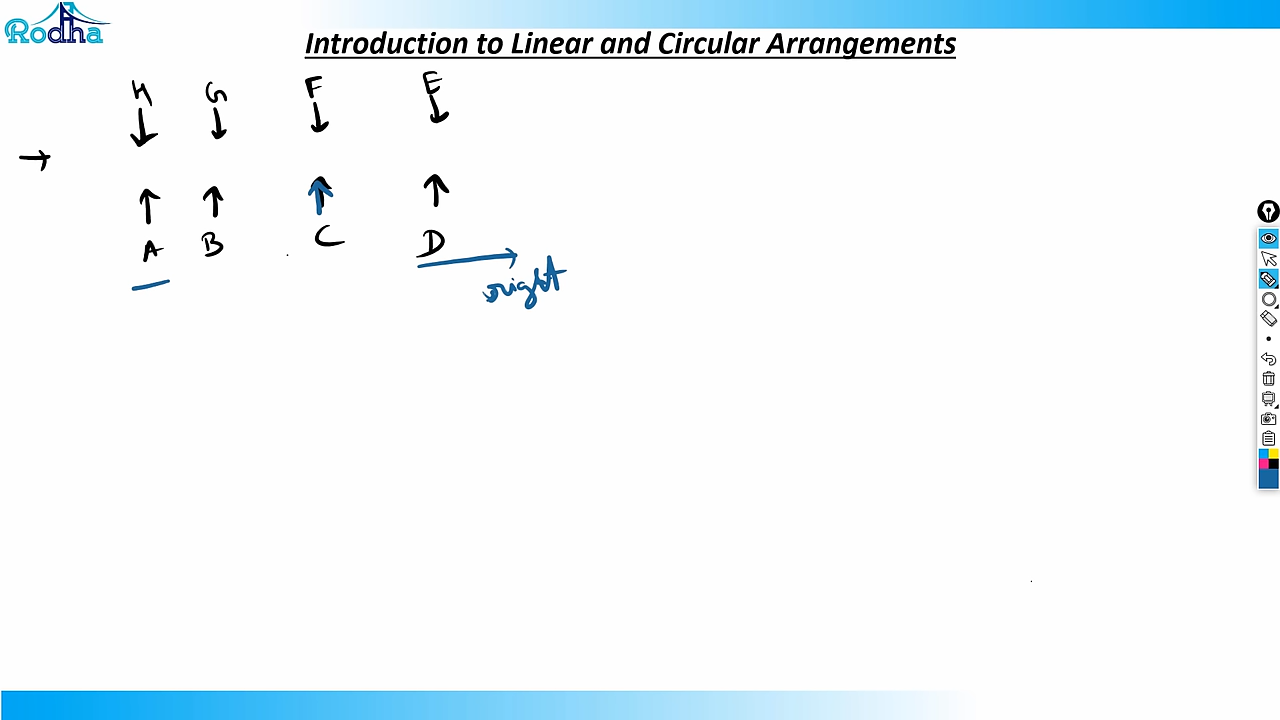 Rodha
Introduction to Linear and Circular Arrangements
H G F E
A B C D
right